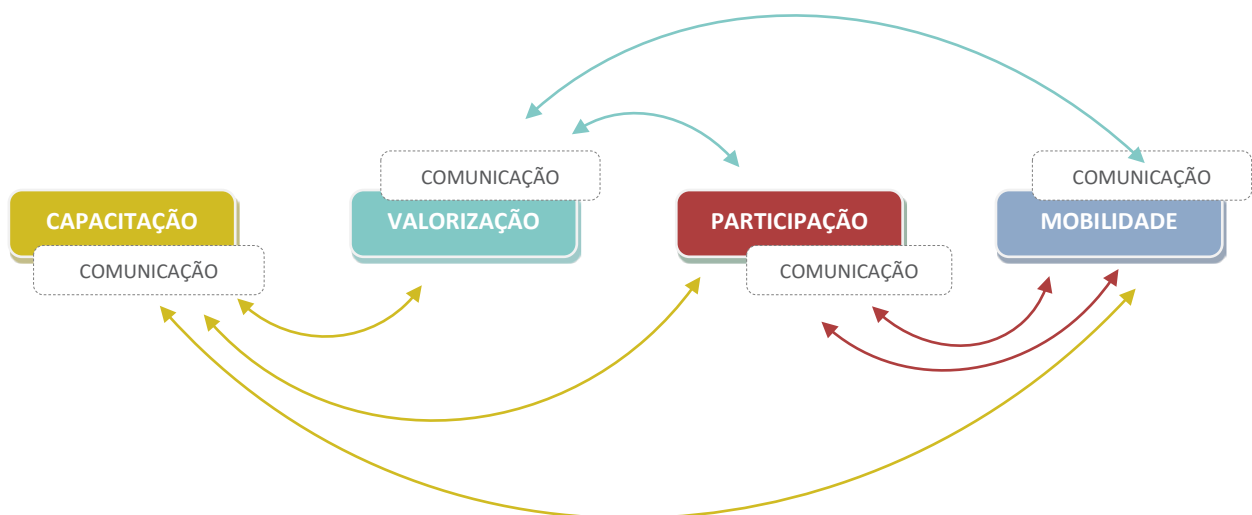 COMUNICAÇÃO
COMUNICAÇÃO
CAPACITAÇÃO
VALORIZAÇÃO
PARTICIPAÇÃO
MOBILIDADE
COMUNICAÇÃO
COMUNICAÇÃO